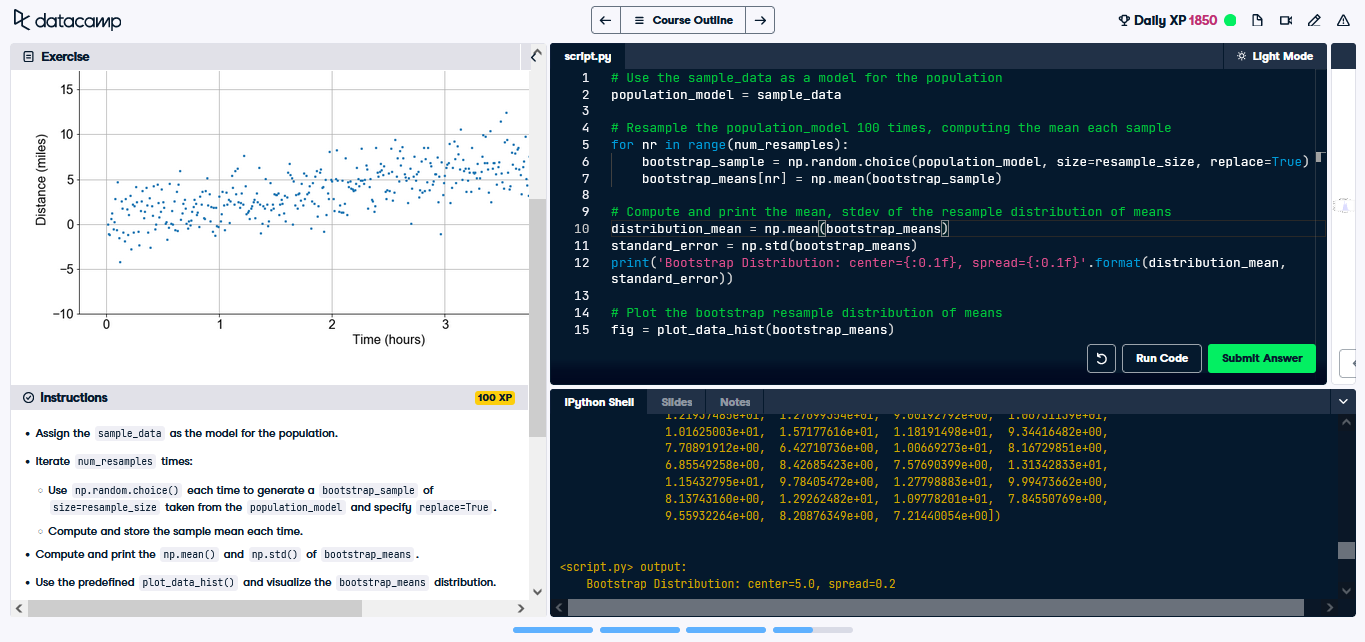 datacamp
Course Outline
Daily XP 1850
Exercise
15
10
5
0
−5
−10
Distance (miles)
0 1 2 3
Time (hours)
Instructions
100 XP
• Assign the sample_data as the model for the population.
• Iterate num_resamples times:
○ Use np.random.choice() each time to generate a bootstrap_sample of
size=resample_size taken from the population_model and specify replace=True.
○ Compute and store the sample mean each time.
• Compute and print the np.mean() and np.std() of bootstrap_means.
• Use the predefined plot_data_hist() and visualize the bootstrap_means distribution.
script.py
Light Mode
1 # Use the sample_data as a model for the population
2 population_model = sample_data
3
4 # Resample the population_model 100 times, computing the mean each sample
5 for nr in range(num_resamples):
6 bootstrap_sample = np.random.choice(population_model, size=resample_size, replace=True)
7 bootstrap_means[nr] = np.mean(bootstrap_sample)
8
9 # Compute and print the mean, stdev of the resample distribution of means
10 distribution_mean = np.mean(bootstrap_means)
11 standard_error = np.std(bootstrap_means)
12 print('Bootstrap Distribution: center={:0.1f}, spread={:0.1f}'.format(distribution_mean,
standard_error))
13
14 # Plot the bootstrap resample distribution of means
15 fig = plot_data_hist(bootstrap_means)
Run Code
Submit Answer
IPython Shell
Slides
Notes
1.21937485e+01, 1.27699354e+01, 9.00192792e+00, 1.06731139e+01,
1.01625003e+01, 1.57177616e+01, 1.18191498e+01, 9.34416482e+00,
7.70891912e+00, 6.42710736e+00, 1.00669273e+01, 8.16729851e+00,
6.85549258e+00, 8.42685423e+00, 7.57690399e+00, 1.31342833e+01,
1.15432795e+01, 9.78405472e+00, 1.27798883e+01, 9.99473662e+00,
8.13743160e+00, 1.29262482e+01, 1.09778201e+01, 7.84550769e+00,
9.55932264e+00, 8.20876349e+00, 7.21440054e+00])
<script.py> output:
Bootstrap Distribution: center=5.0, spread=0.2